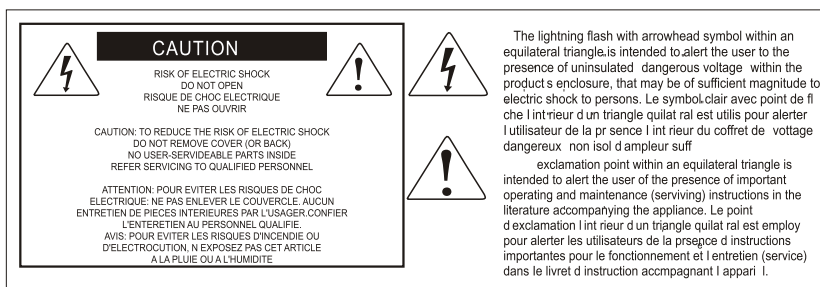 CAUTION
RISK OF ELECTRIC SHOCK
DO NOT OPEN
RISQUE DE CHOC ELECTRIQUE
NE PAS OUVRIR
CAUTION: TO REDUCE THE RISK OF ELECTRIC SHOCK
DO NOT REMOVE COVER (OR BACK)
NO USER-SERVIDEABLE PARTS INSIDE
REFER SERVICING TO QUALIFIED PERSONNEL
ATTENTION: POUR EVITER LES RISQUES DE CHOC
ELECTRIQUE: NE PAS ENLEVER LE COUVERCLE. AUCUN
ENTRETIEN DE PIECES INTERIEURES PAR L'USAGER.CONFIER
L'ENTERETIEN AU PERSONNEL QUALIFIE.
AVIS: POUR EVITER LES RISQUES D'INCENDIE OU
D'ELECTROCUTION, N EXPOSEZ PAS CET ARTICLE
A LA PLUIE OU A L'HUMIDITE
The lightning flash with arrowhead symbol within an
equilateral triangle, is intended to alert the user to the
presence of uninsulated dangerous voltage within the
product s enclosure, that may be of sufficient magnitude to
electric shock to persons. Le symbol clair avec point de fl
che l int rieur d un triangle quilat ral est utilis pour alerter
l utilisateur de la pr sence l int rieur du coffret de vottage
dangereux non isol d ampleur suff
exclamation point within an equilateral triangle is
intended to alert the user of the presence of important
operating and maintenance (serviving) instructions in the
literature accompanying the appliance. Le point
d exclamation l int rieur d un triangle quilat ral est employ
pour alerter les utilisateurs de la prsence d instructions
importantes pour le fonctionnement et l entretien (service)
dans le livret d instruction accmpagnant l appari l.